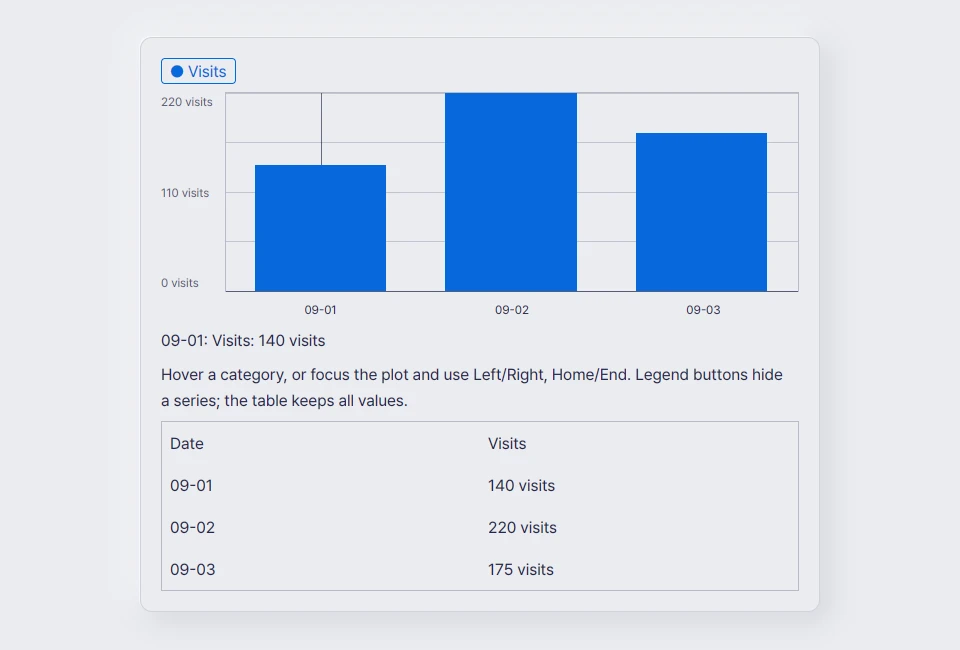 Visits
220 visits
110 visits
0 visits
09-01 09-02 09-03
09-01: Visits: 140 visits
Hover a category, or focus the plot and use Left/Right, Home/End. Legend buttons hide
a series; the table keeps all values.
Date Visits
09-01 140 visits
09-02 220 visits
09-03 175 visits